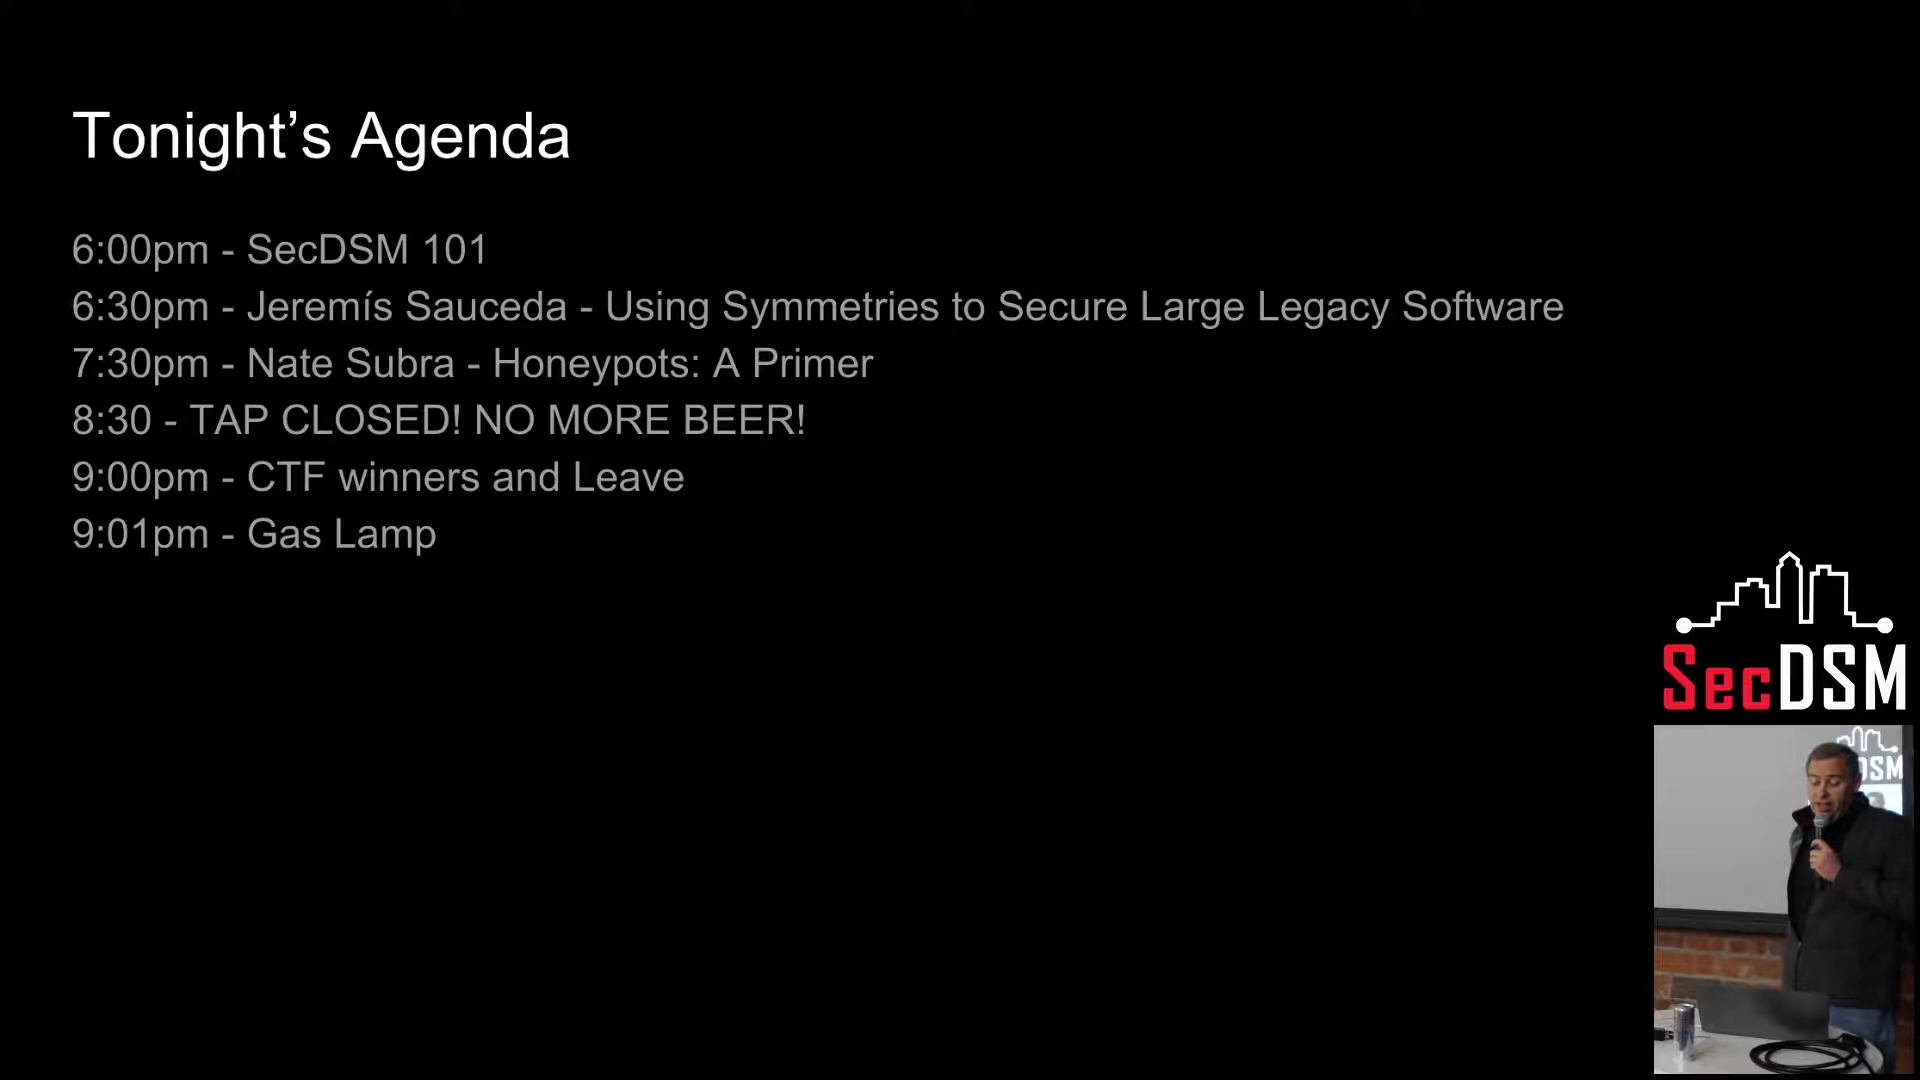 Tonight’s Agenda
6:00pm - SecDSM 101
6:30pm - Jeremís Sauceda - Using Symmetries to Secure Large Legacy Software
7:30pm - Nate Subra - Honeypots: A Primer
8:30 - TAP CLOSED! NO MORE BEER!
9:00pm - CTF winners and Leave
9:01pm - Gas Lamp
SecDSM
DSM